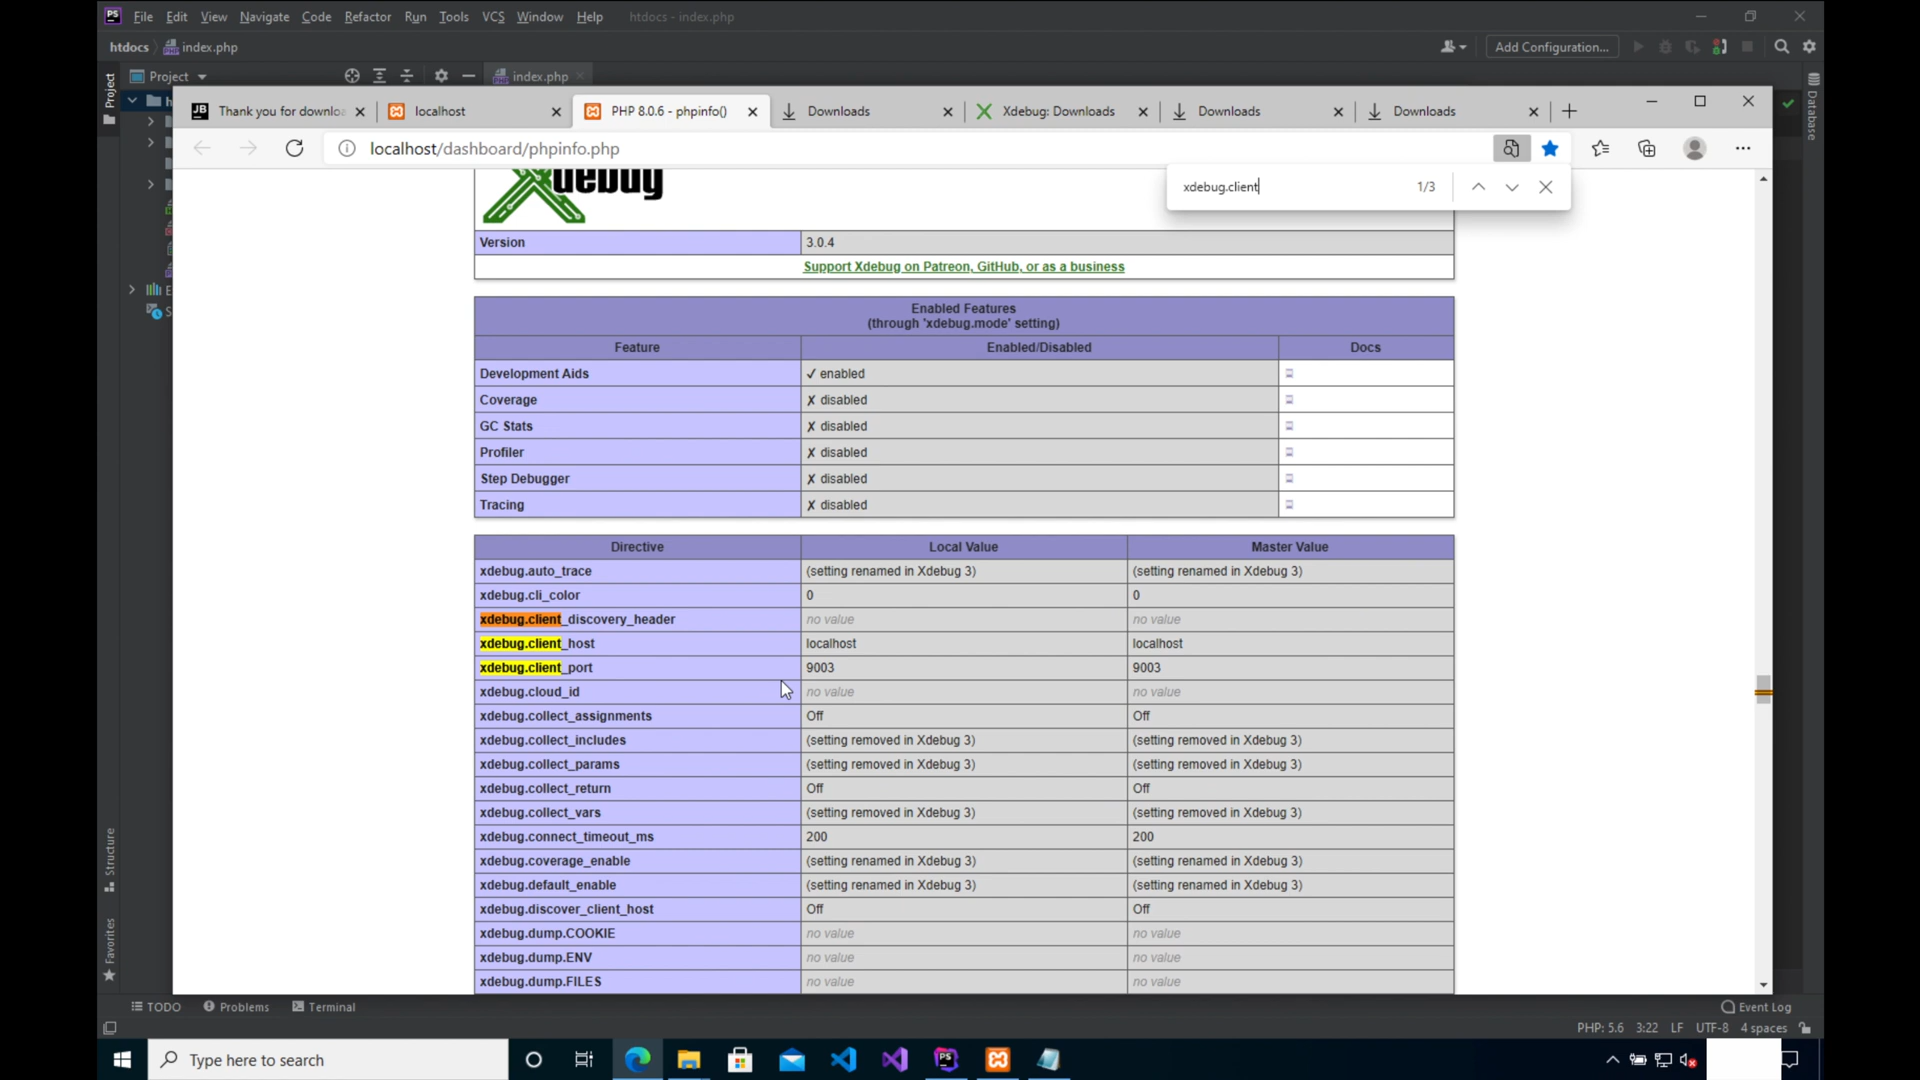 PS File Edit View Navigate Code Refactor Run Tools VCS Window Help htdocs - index.php
htdocs index.php Add Configuration...
Project index.php
Project
Database
JB Thank you for downloa localhost PHP 8.0.6 - phpinfo() Downloads Xdebug: Downloads Downloads Downloads
localhost/dashboard/phpinfo.php
xdebug.client 1/3
Xdebug
Version 3.0.4
Support Xdebug on Patreon, GitHub, or as a business
Enabled Features
(through 'xdebug.mode' setting)
Feature Enabled/Disabled Docs
Development Aids ✓ enabled
Coverage ✗ disabled
GC Stats ✗ disabled
Profiler ✗ disabled
Step Debugger ✗ disabled
Tracing ✗ disabled
Directive Local Value Master Value
xdebug.auto_trace (setting renamed in Xdebug 3) (setting renamed in Xdebug 3)
xdebug.cli_color 0 0
xdebug.client_discovery_header no value no value
xdebug.client_host localhost localhost
xdebug.client_port 9003 9003
xdebug.cloud_id no value no value
xdebug.collect_assignments Off Off
xdebug.collect_includes (setting removed in Xdebug 3) (setting removed in Xdebug 3)
xdebug.collect_params (setting removed in Xdebug 3) (setting removed in Xdebug 3)
xdebug.collect_return Off Off
xdebug.collect_vars (setting removed in Xdebug 3) (setting removed in Xdebug 3)
xdebug.connect_timeout_ms 200 200
xdebug.coverage_enable (setting renamed in Xdebug 3) (setting renamed in Xdebug 3)
xdebug.default_enable (setting renamed in Xdebug 3) (setting renamed in Xdebug 3)
xdebug.discover_client_host Off Off
xdebug.dump.COOKIE no value no value
xdebug.dump.ENV no value no value
xdebug.dump.FILES no value no value
Structure
Favorites
TODO Problems Terminal Event Log
PHP: 5.6 3:22 LF UTF-8 4 spaces
Type here to search PS